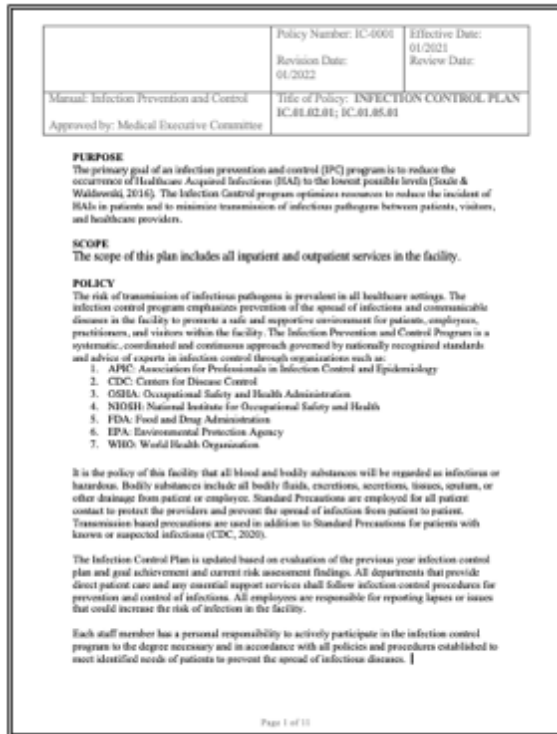 Policy Number: IC-0001
Effective Date:
01/2021
Revision Date:
01/2022
Review Date:
Manual: Infection Prevention and Control
Approved by: Medical Executive Committee
Title of Policy: INFECTION CONTROL PLAN
IC.01.02.01; IC.01.05.01
PURPOSE
The primary goal of an infection prevention and control (IPC) program is to reduce the
occurrence of Healthcare Acquired Infections (HAI) to the lowest possible levels (Soule &
2016). The Infection Control program optimizes resources to reduce the incident of
HAIs in patients and to minimize transmission of infectious pathogens between patients, visitors,
and healthcare providers.
SCOPE
The scope of this plan includes all inpatient and outpatient services in the facility.
POLICY
The risk of transmission of infectious pathogens is prevalent in all healthcare settings. The
infection control program emphasizes prevention of the spread of infections and communicable
diseases in the facility to promote a safe and supportive environment for patients, employees,
practitioners, and visitors within the facility. The Infection Prevention and Control Program is a
systematic, coordinated and continuous approach governed by nationally recognized standards
and advice of experts in infection control through organizations such as:
1. APIC: Association for Professionals in Infection Control and Epidemiology
2. CDC: Centers for Disease Control
3. OSHA: Occupational Safety and Health Administration
4. NIOSH: National Institute for Occupational Safety and Health
5. FDA: Food and Drug Administration
6. EPA: Environmental Protection Agency
7. WHO: World Health Organization
It is the policy of this facility that all blood and bodily substances will be regarded as infectious or
hazardous. Bodily substances include all bodily fluids, excretions, secretions, tissues, sputum, or
other drainage from patient or employee. Standard Precautions are employed for all patient
contact to protect the providers and prevent the spread of infection from patient to patient.
Transmission based precautions are used in addition to Standard Precautions for patients with
known or suspected infections (CDC, 2020).
The Infection Control Plan is updated based on evaluation of the previous year infection control
plan and goal achievement and current risk assessment findings. All departments that provide
direct patient care and any essential support services shall follow infection control procedures for
prevention and control of infections. All employees are responsible for reporting lapses or issues
that could increase the risk of infection in the facility.
Each staff member has a personal responsibility to actively participate in the infection control
program to the degree necessary and in accordance with all policies and procedures established to
meet identified needs of patients to prevent the spread of infectious diseases.
Page 1 of 11